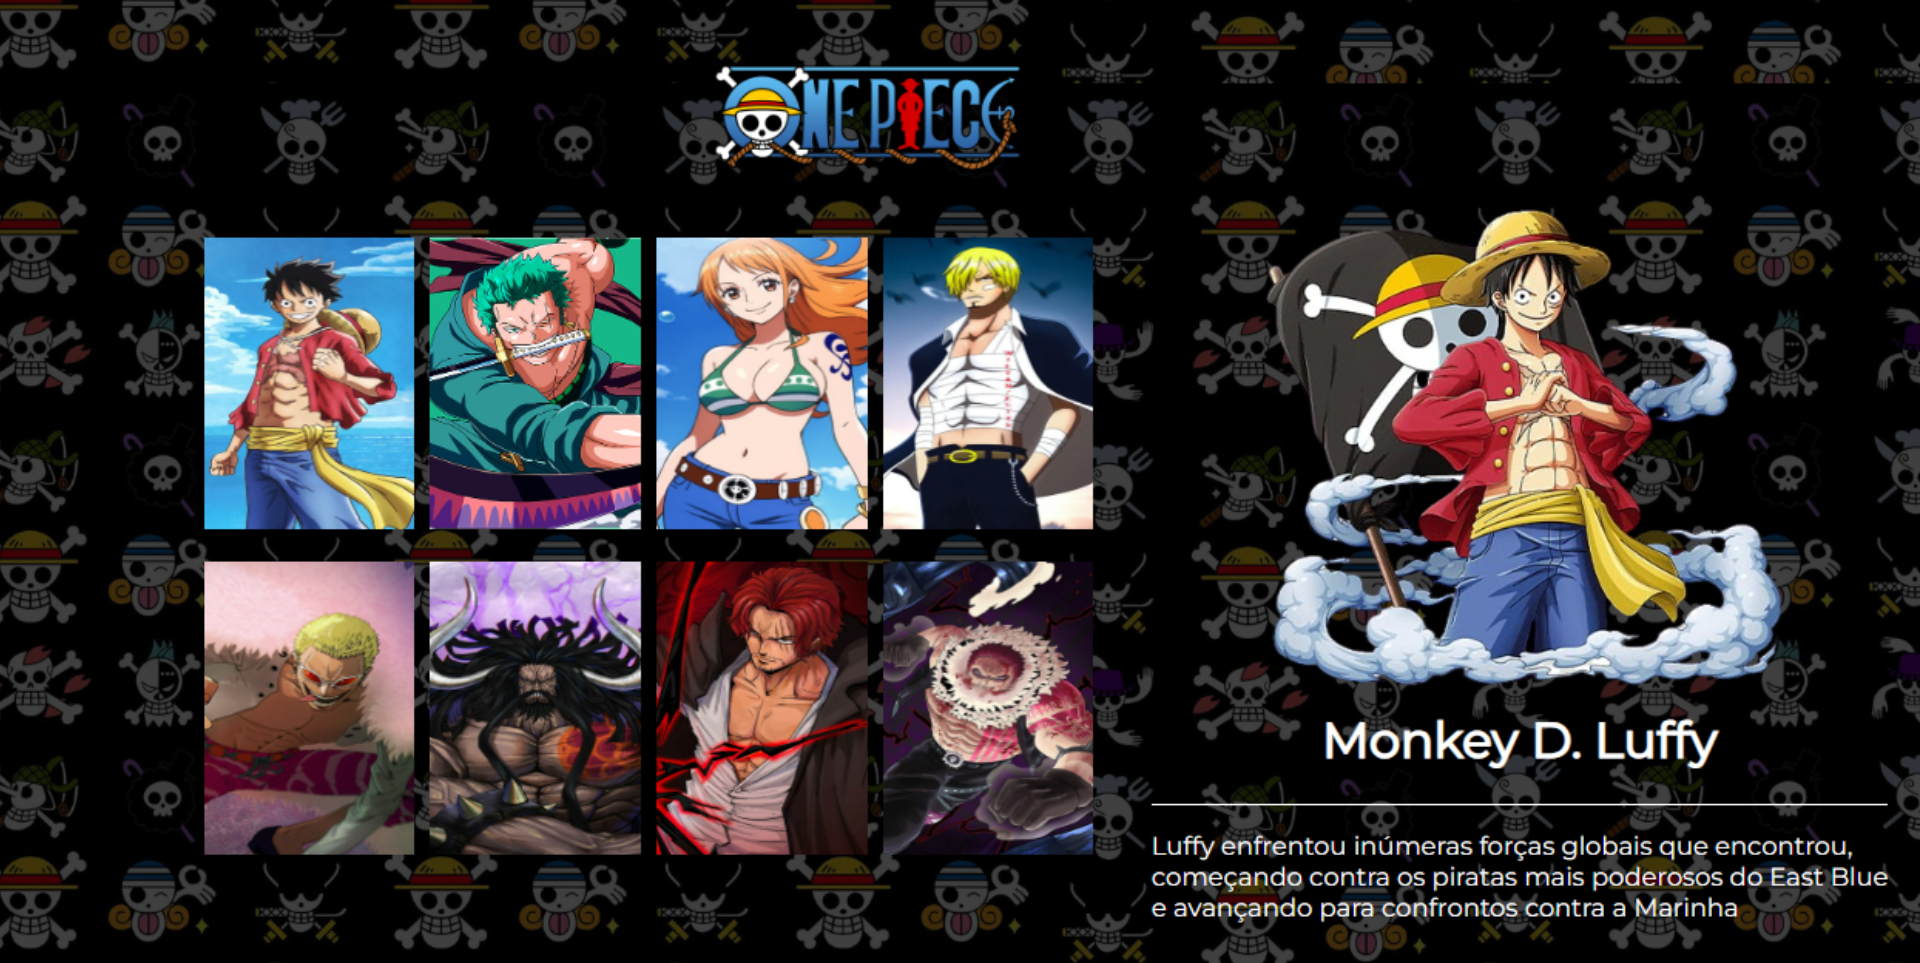 ONE PIECE
Monkey D. Luffy
Luffy enfrentou inúmeras forças globais que encontrou,
começando contra os piratas mais poderosos do East Blue
e avançando para confrontos contra a Marinha